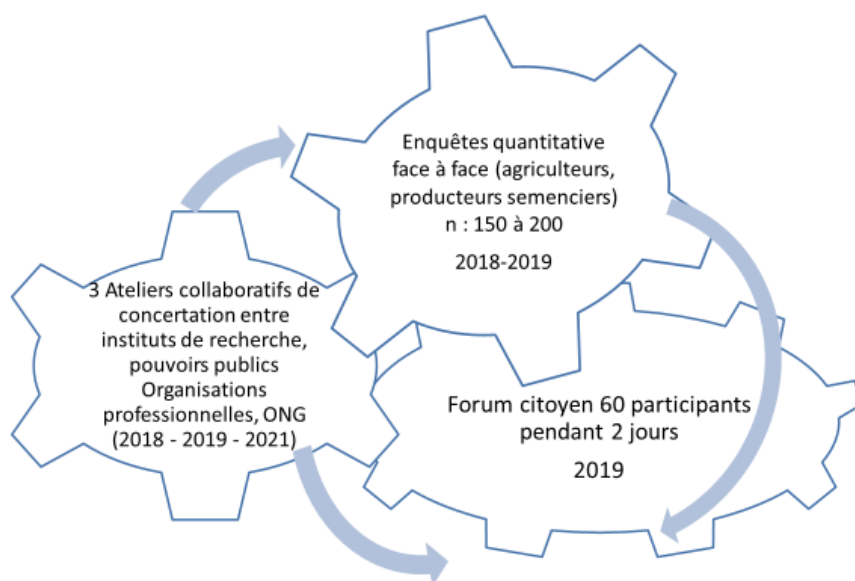 Enquêtes quantitative
face à face (agriculteurs,
producteurs semenciers)
n : 150 à 200
2018-2019
3 Ateliers collaboratifs de
concertation entre
instituts de recherche,
pouvoirs publics
Organisations
professionnelles, ONG
(2018 - 2019 - 2021)
Forum citoyen 60 participants
pendant 2 jours
2019